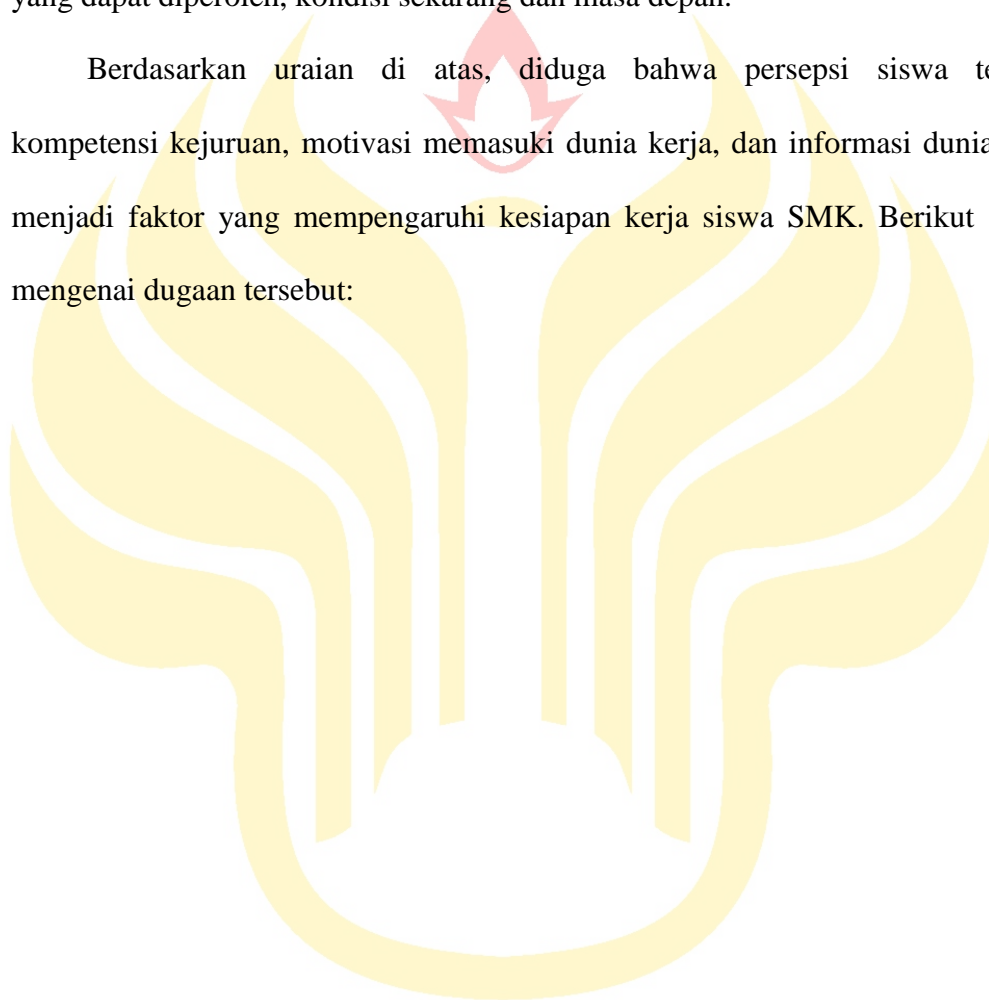 yang dapat diperoleh, kondisi sekarang dan masa depan.
Berdasarkan uraian di atas, diduga bahwa persepsi siswa te
kompetensi kejuruan, motivasi memasuki dunia kerja, dan informasi dunia
menjadi faktor yang mempengaruhi kesiapan kerja siswa SMK. Berikut
mengenai dugaan tersebut: